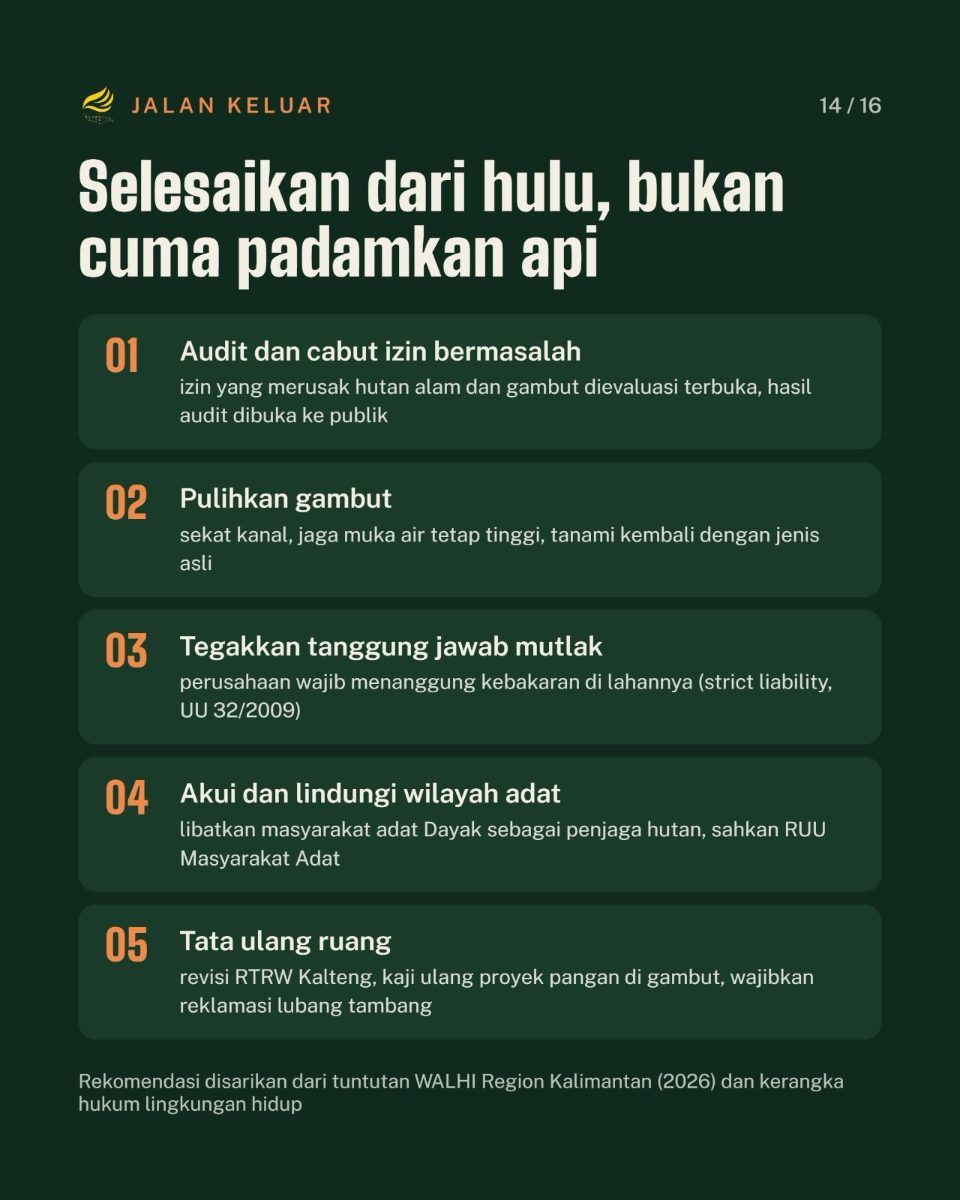 JALAN KELUAR
14 / 16
Selesaikan dari hulu, bukan
cuma padamkan api
01
Audit dan cabut izin bermasalah
izin yang merusak hutan alam dan gambut dievaluasi terbuka, hasil
audit dibuka ke publik
02
Pulihkan gambut
sekat kanal, jaga muka air tetap tinggi, tanami kembali dengan jenis
asli
03
Tegakkan tanggung jawab mutlak
perusahaan wajib menanggung kebakaran di lahannya (strict liability,
UU 32/2009)
04
Akui dan lindungi wilayah adat
libatkan masyarakat adat Dayak sebagai penjaga hutan, sahkan RUU
Masyarakat Adat
05
Tata ulang ruang
revisi RTRW Kalteng, kaji ulang proyek pangan di gambut, wajibkan
reklamasi lubang tambang
Rekomendasi disarikan dari tuntutan WALHI Region Kalimantan (2026) dan kerangka
hukum lingkungan hidup